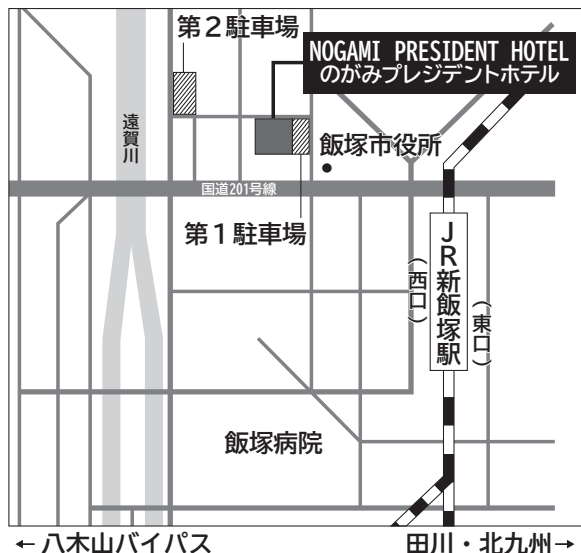 第２駐車場
NOGAMI PRESIDENT HOTEL
のがみプレジデントホテル
遠賀川
飯塚市役所
国道201号線
第１駐車場
JR新飯塚駅
（西口）
（東口）
飯塚病院
←八木山バイパス
田川・北九州→